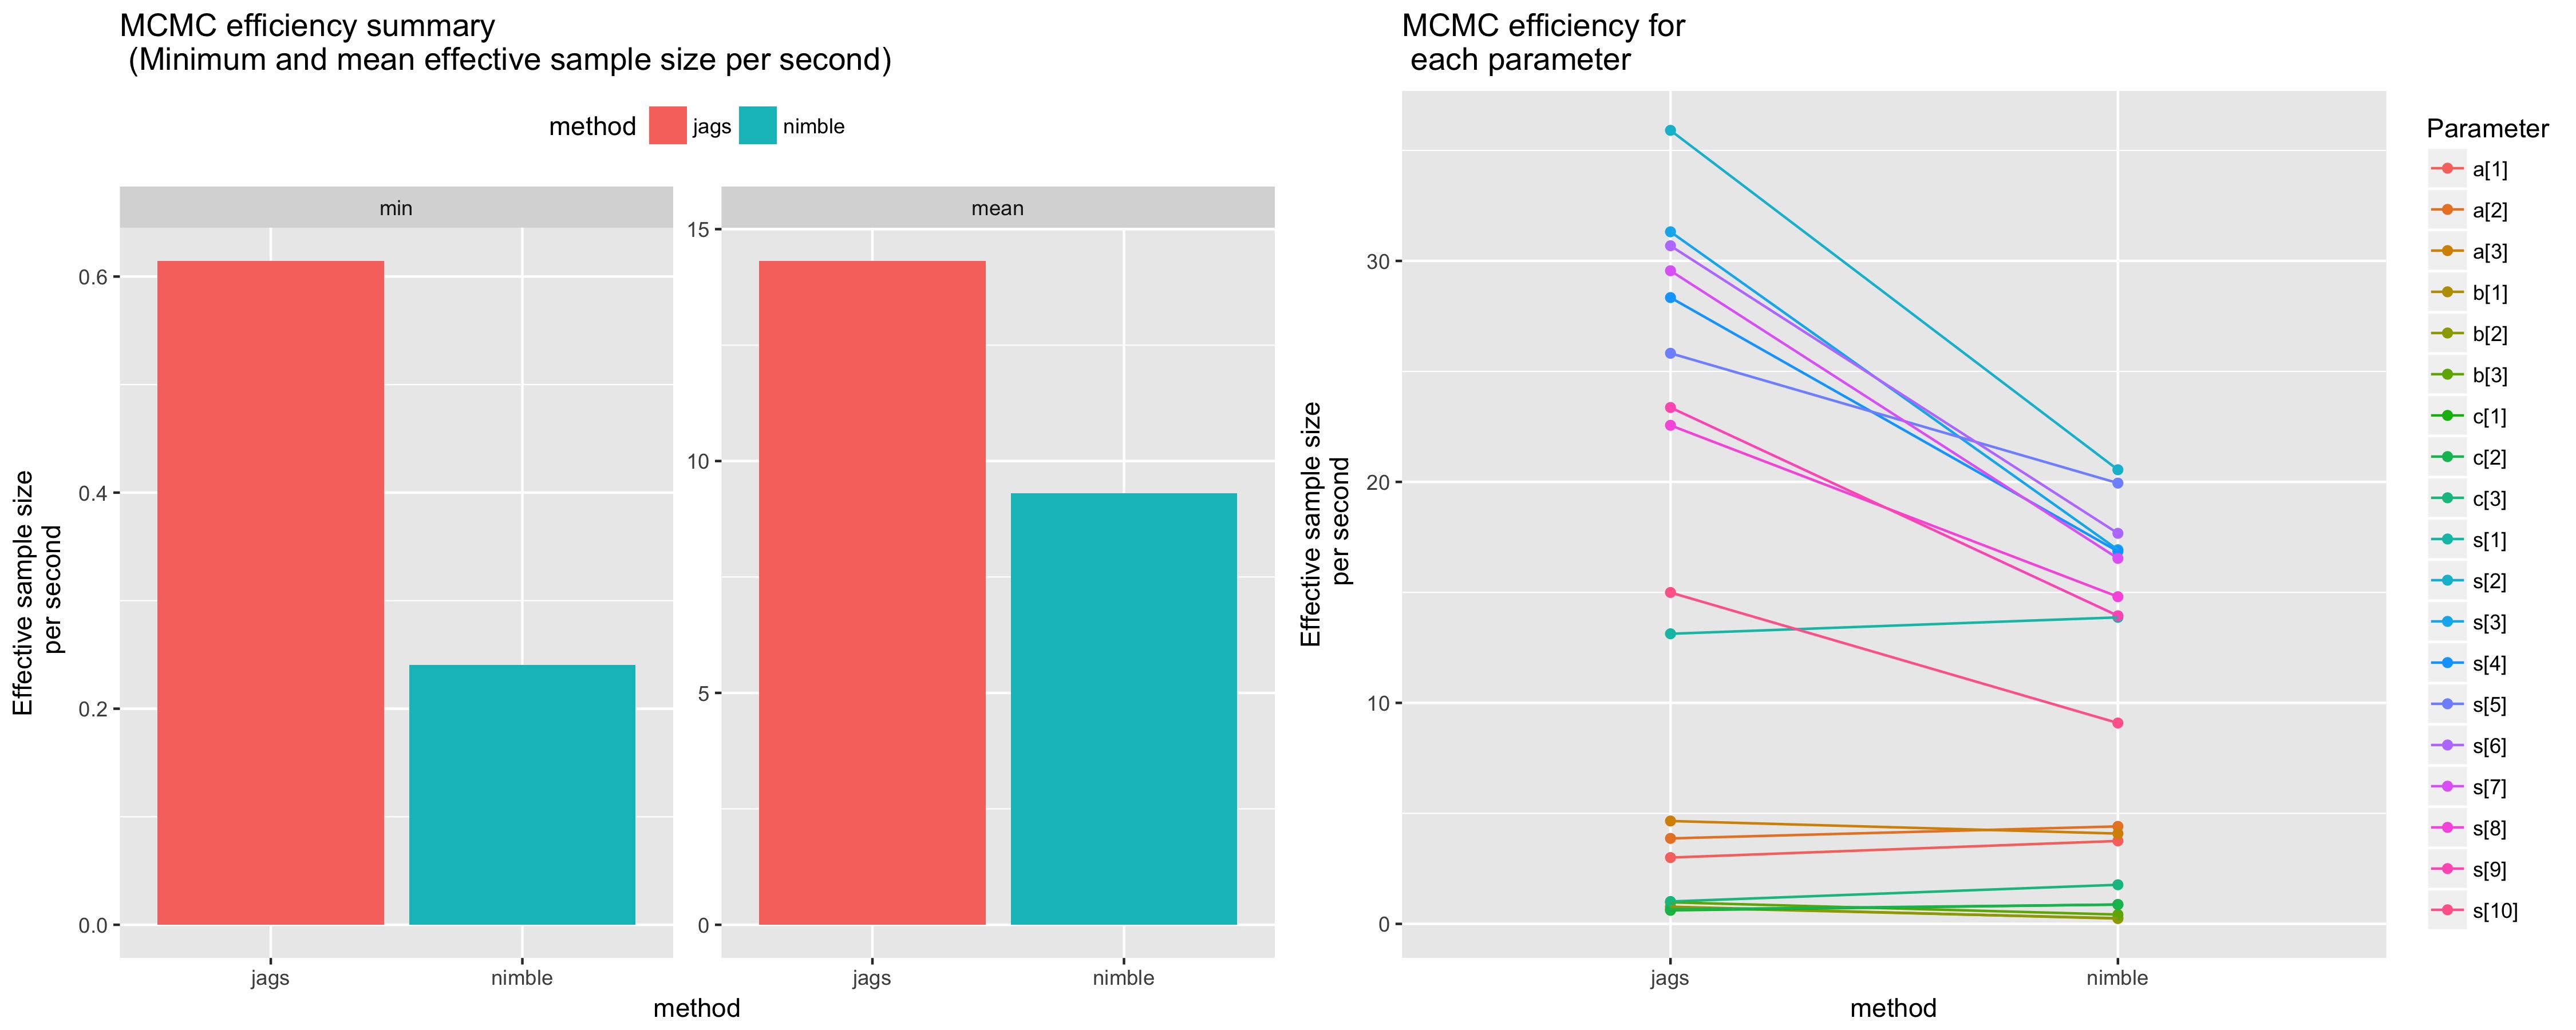 MCMC efficiency summary
(Minimum and mean effective sample size per second)
method jags nimble
min
mean
Effective sample size
per second
0.6
0.4
0.2
0.0
15
10
5
0
jags
nimble
jags
nimble
method
MCMC efficiency for
each parameter
Effective sample size
per second
30
20
10
0
jags
nimble
method
Parameter
a[1]
a[2]
a[3]
b[1]
b[2]
b[3]
c[1]
c[2]
c[3]
s[1]
s[2]
s[3]
s[4]
s[5]
s[6]
s[7]
s[8]
s[9]
s[10]